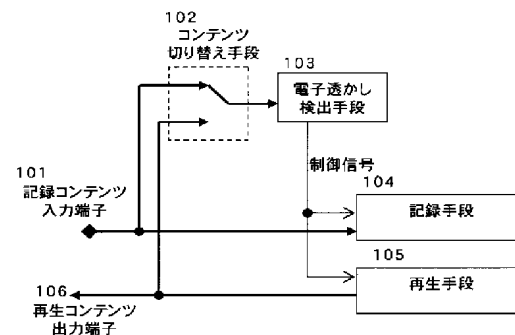 102
コンテンツ
切り替え手段
103
電子透かし
検出手段
制御信号
101
記録コンテンツ
入力端子
104
記録手段
105
再生手段
106
再生コンテンツ
出力端子